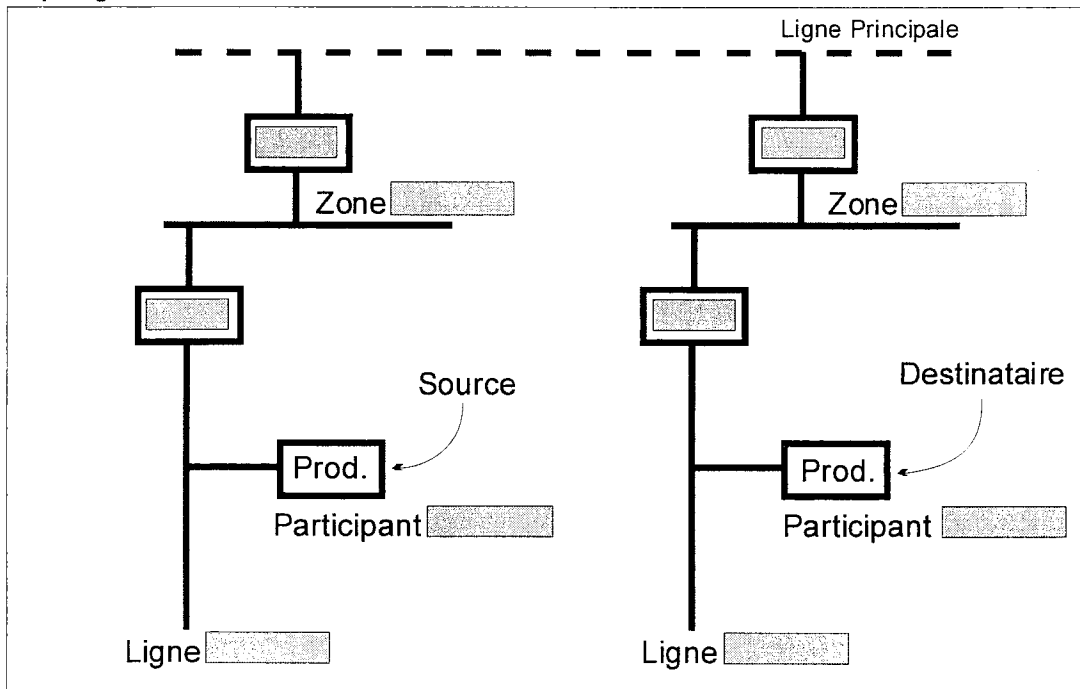 Ligne Principale
Zone
Zone
Source
Destinataire
Prod.
Prod.
Participant
Participant
Ligne
Ligne